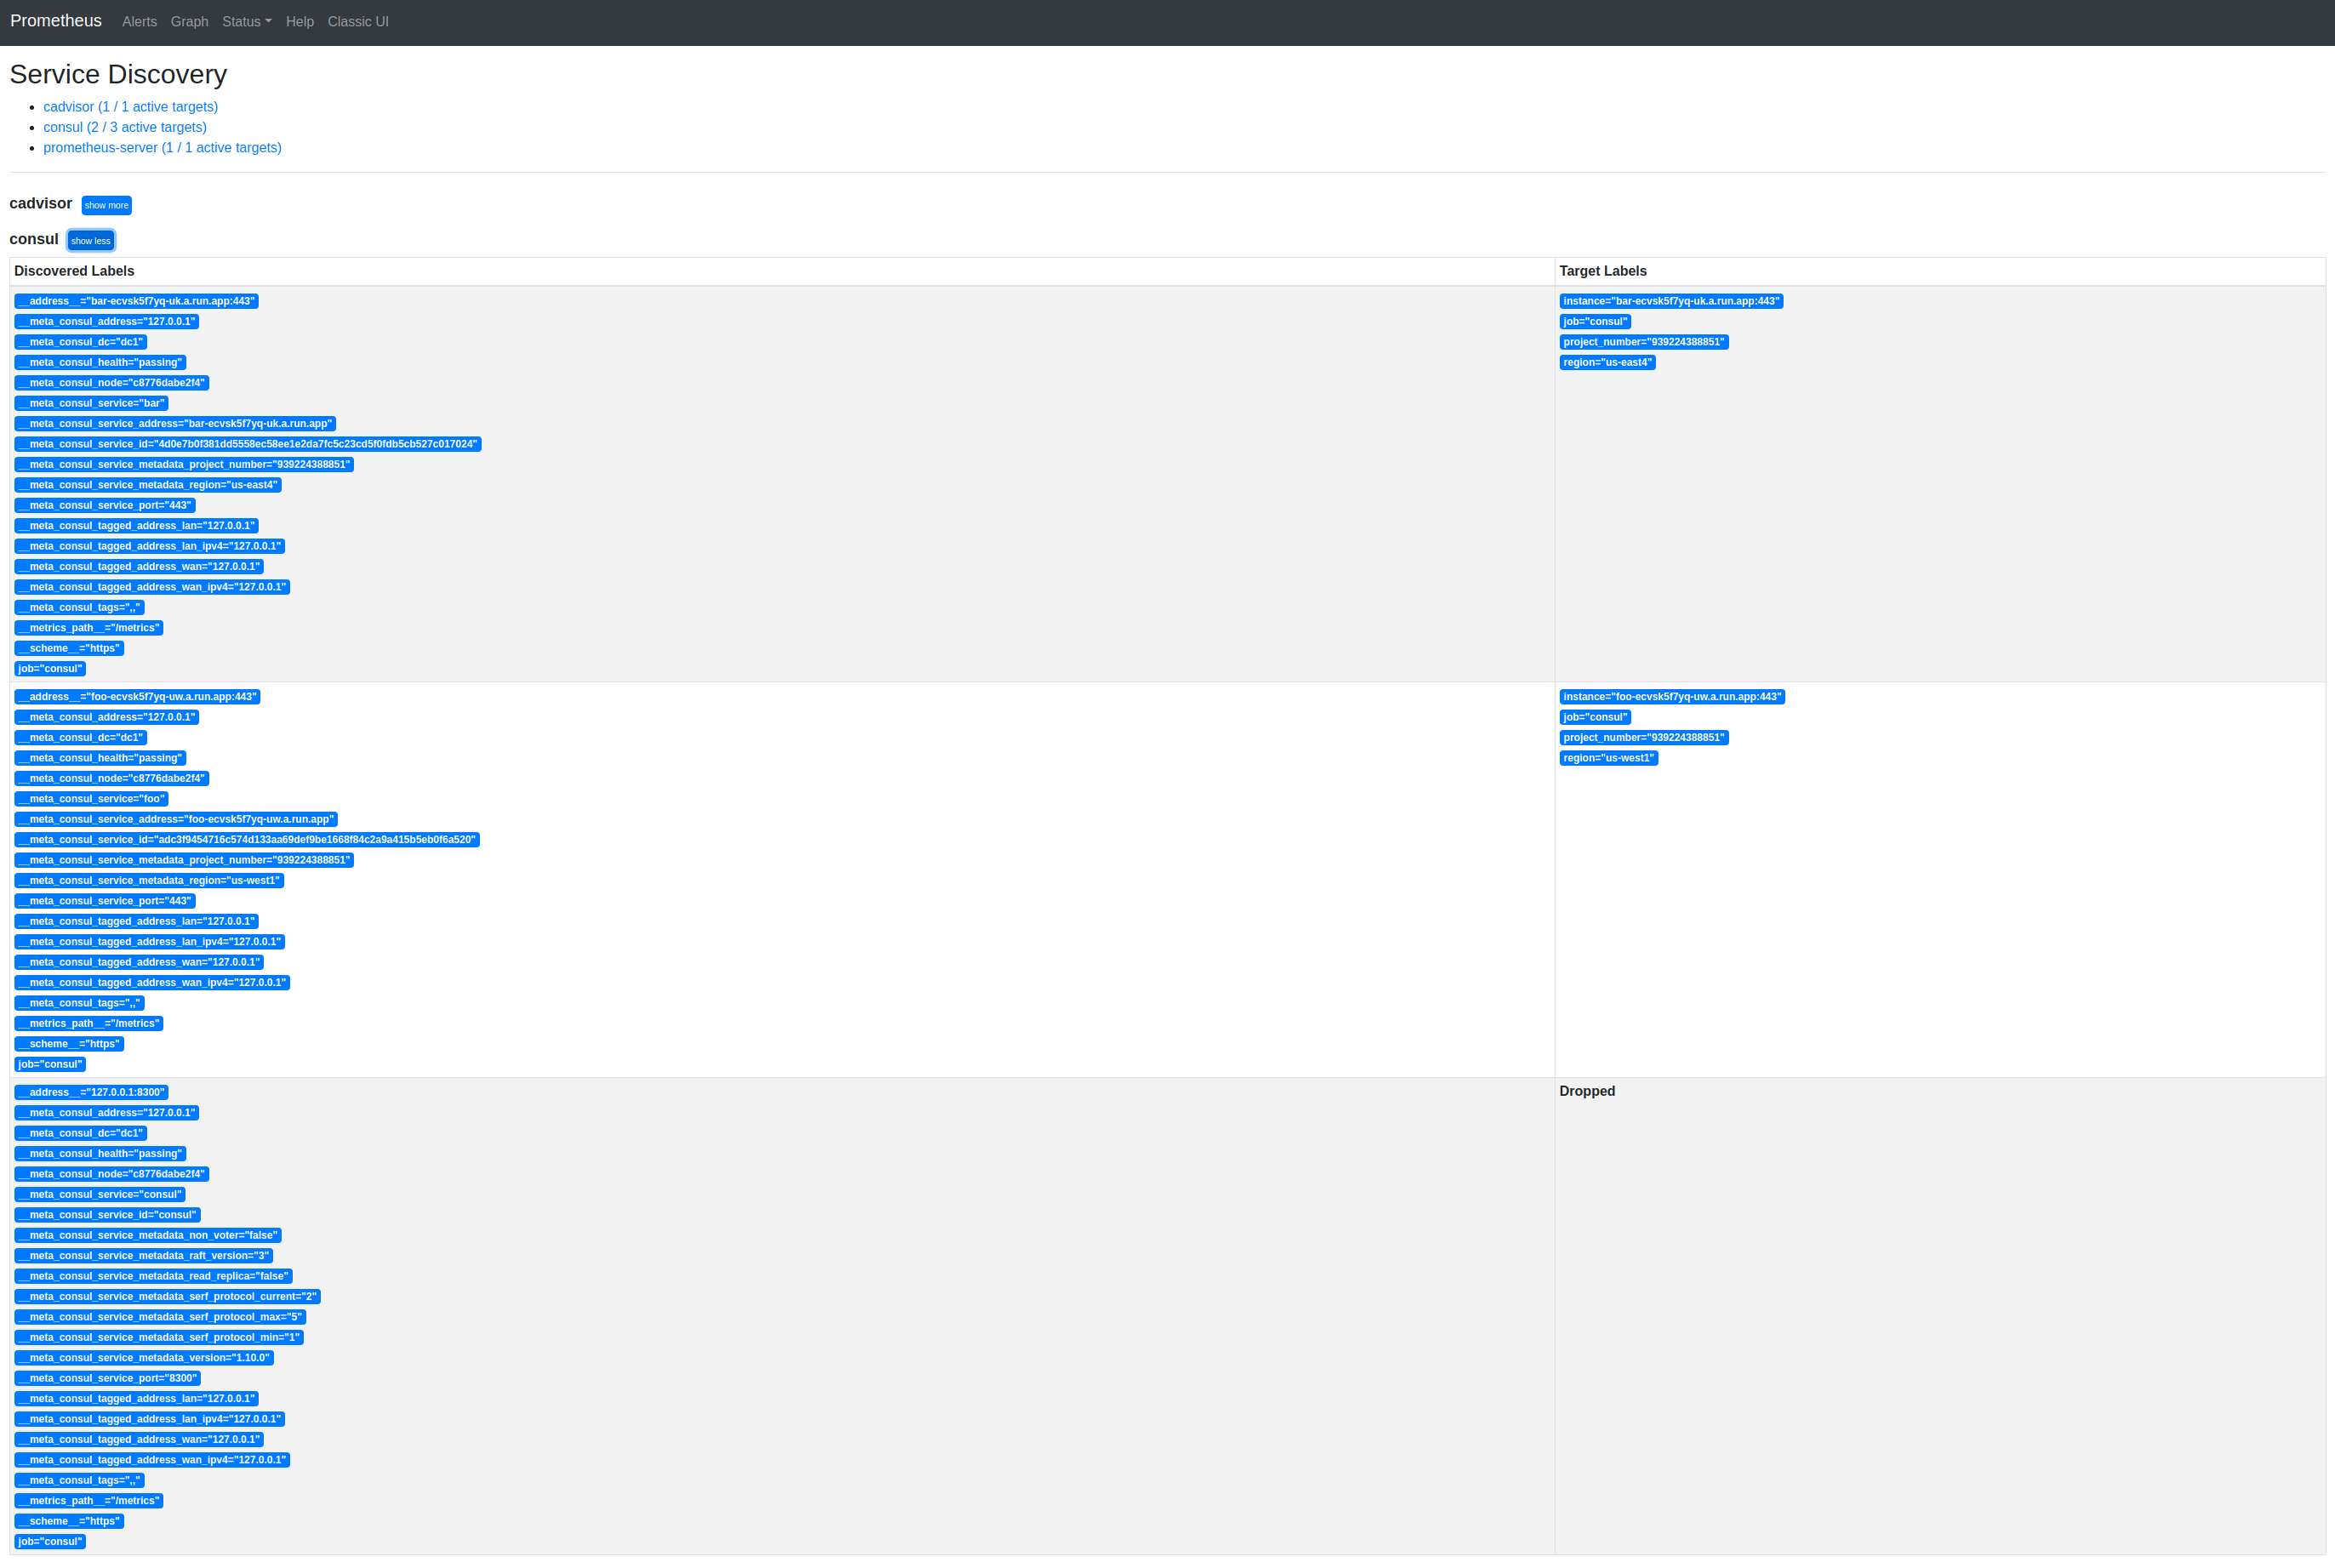 Prometheus Alerts Graph Status Help Classic UI
Service Discovery
cadvisor (1 / 1 active targets)
consul (2 / 3 active targets)
prometheus-server (1 / 1 active targets)
cadvisor show more
consul show less
Discovered Labels Target Labels
__address__="bar-ecvsk5f7yq-uk.a.run.app:443" instance="bar-ecvsk5f7yq-uk.a.run.app:443"
__meta_consul_address="127.0.0.1" job="consul"
__meta_consul_dc="dc1" project_number="939224388851"
__meta_consul_health="passing" region="us-east4"
__meta_consul_node="c8776dabe2f4"
__meta_consul_service="bar"
__meta_consul_service_address="bar-ecvsk5f7yq-uk.a.run.app"
__meta_consul_service_id="4d0e7b0f381dd5558ec58ee1e2da7fc5c23cd5f0fdb5cb527c017024"
__meta_consul_service_metadata_project_number="939224388851"
__meta_consul_service_metadata_region="us-east4"
__meta_consul_service_port="443"
__meta_consul_tagged_address_lan="127.0.0.1"
__meta_consul_tagged_address_lan_ipv4="127.0.0.1"
__meta_consul_tagged_address_wan="127.0.0.1"
__meta_consul_tagged_address_wan_ipv4="127.0.0.1"
__meta_consul_tags=",,"
__metrics_path__="/metrics"
__scheme__="https"
job="consul"
__address__="foo-ecvsk5f7yq-uw.a.run.app:443" instance="foo-ecvsk5f7yq-uw.a.run.app:443"
__meta_consul_address="127.0.0.1" job="consul"
__meta_consul_dc="dc1" project_number="939224388851"
__meta_consul_health="passing" region="us-west1"
__meta_consul_node="c8776dabe2f4"
__meta_consul_service="foo"
__meta_consul_service_address="foo-ecvsk5f7yq-uw.a.run.app"
__meta_consul_service_id="adc3f9454716c574d133aa69def9be1668f84c2a9a415b5eb0f6a520"
__meta_consul_service_metadata_project_number="939224388851"
__meta_consul_service_metadata_region="us-west1"
__meta_consul_service_port="443"
__meta_consul_tagged_address_lan="127.0.0.1"
__meta_consul_tagged_address_lan_ipv4="127.0.0.1"
__meta_consul_tagged_address_wan="127.0.0.1"
__meta_consul_tagged_address_wan_ipv4="127.0.0.1"
__meta_consul_tags=",,"
__metrics_path__="/metrics"
__scheme__="https"
job="consul"
__address__="127.0.0.1:8300" Dropped
__meta_consul_address="127.0.0.1"
__meta_consul_dc="dc1"
__meta_consul_health="passing"
__meta_consul_node="c8776dabe2f4"
__meta_consul_service="consul"
__meta_consul_service_id="consul"
__meta_consul_service_metadata_non_voter="false"
__meta_consul_service_metadata_raft_version="3"
__meta_consul_service_metadata_read_replica="false"
__meta_consul_service_metadata_serf_protocol_current="2"
__meta_consul_service_metadata_serf_protocol_max="5"
__meta_consul_service_metadata_serf_protocol_min="1"
__meta_consul_service_metadata_version="1.10.0"
__meta_consul_service_port="8300"
__meta_consul_tagged_address_lan="127.0.0.1"
__meta_consul_tagged_address_lan_ipv4="127.0.0.1"
__meta_consul_tagged_address_wan="127.0.0.1"
__meta_consul_tagged_address_wan_ipv4="127.0.0.1"
__meta_consul_tags=",,"
__metrics_path__="/metrics"
__scheme__="https"
job="consul"